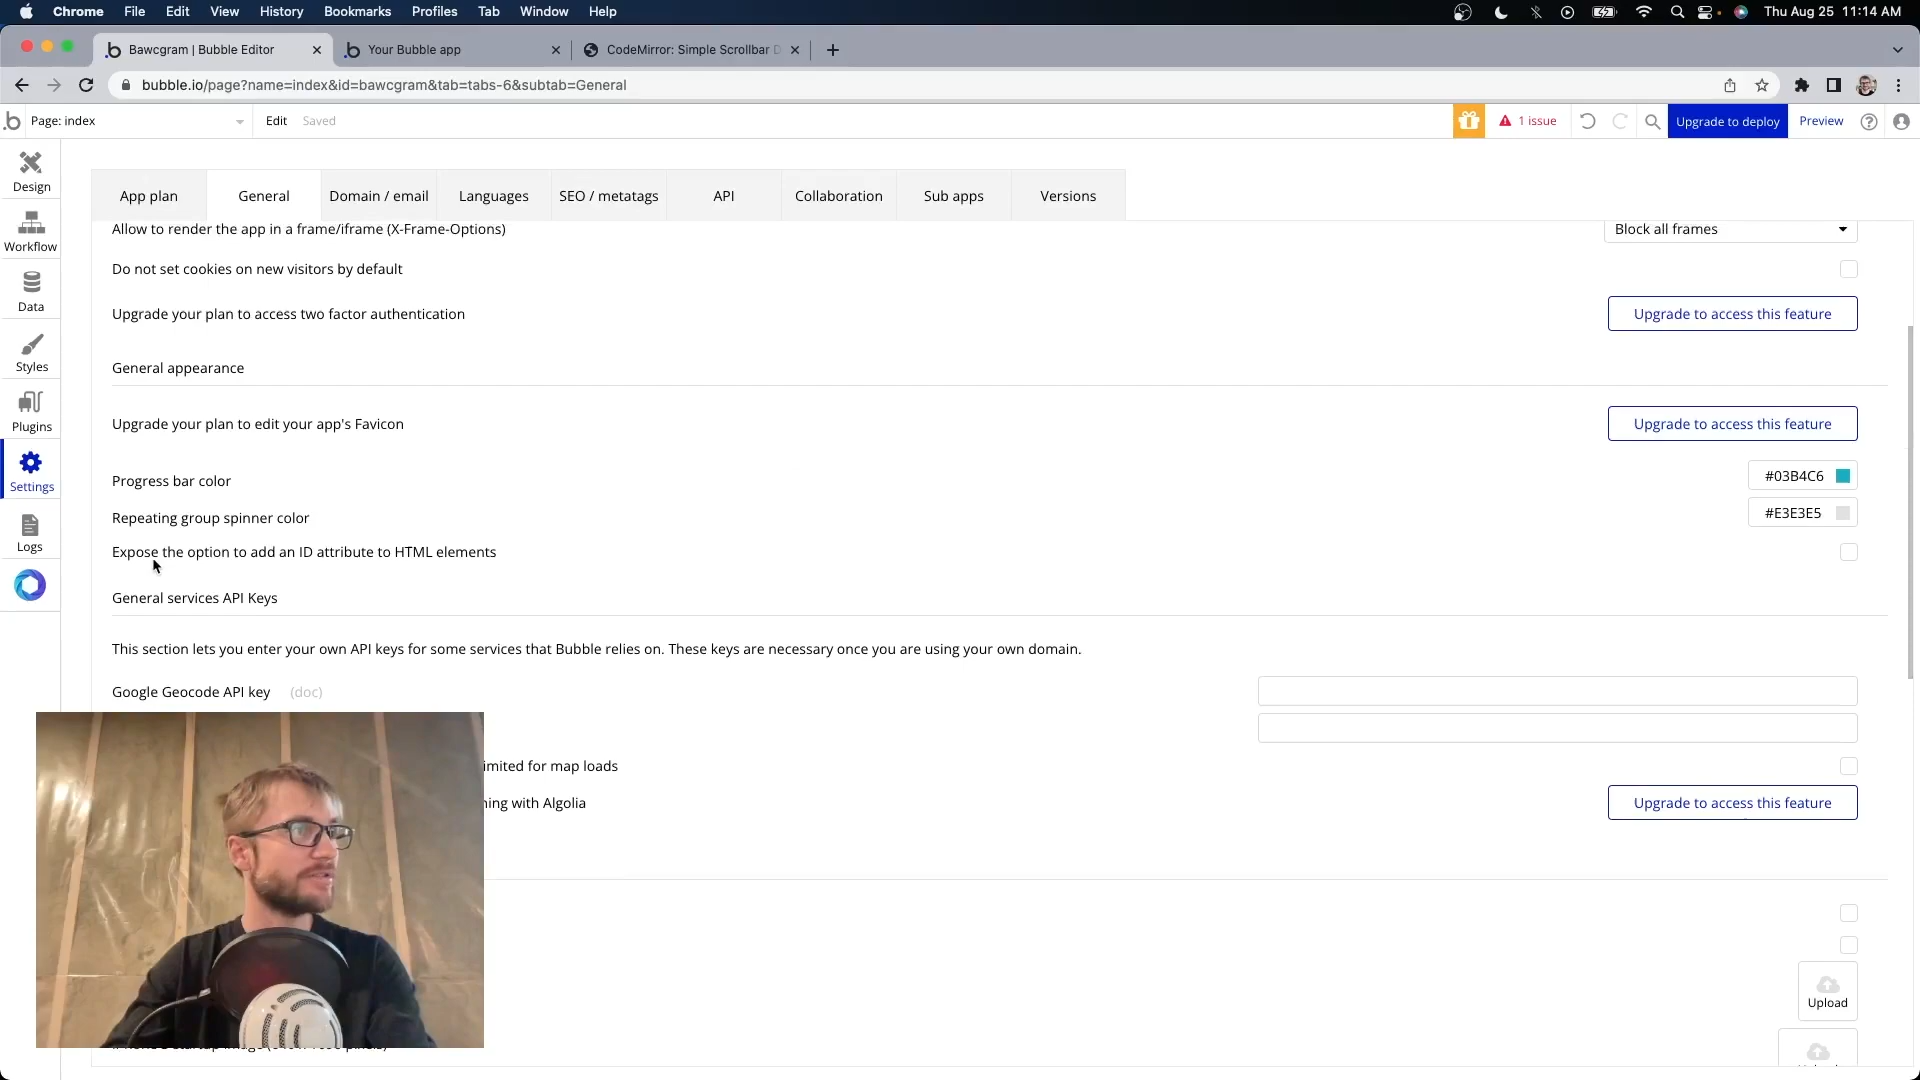 Chrome File Edit View History Bookmarks Profiles Tab Window Help Thu Aug 25 11:14 AM
Bawcgram | Bubble Editor Your Bubble app CodeMirror: Simple Scrollbar
bubble.io/page?name=index&id=bawcgram&tab=tabs-6&subtab=General
Page: index Edit Saved 1 issue Upgrade to deploy Preview
Design
Workflow
Data
Styles
Plugins
Settings
Logs
App plan General Domain / email Languages SEO / metatags API Collaboration Sub apps Versions
Allow to render the app in a frame/iframe (X-Frame-Options) Block all frames
Do not set cookies on new visitors by default
Upgrade your plan to access two factor authentication Upgrade to access this feature
General appearance
Upgrade your plan to edit your app's Favicon Upgrade to access this feature
Progress bar color #03B4C6
Repeating group spinner color #E3E3E5
Expose the option to add an ID attribute to HTML elements
General services API Keys
This section lets you enter your own API keys for some services that Bubble relies on. These keys are necessary once you are using your own domain.
Google Geocode API key (doc)
imited for map loads
ning with Algolia Upgrade to access this feature
Upload